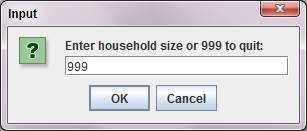 Input
?
Enter household size or 999 to quit:
999
OK
Cancel